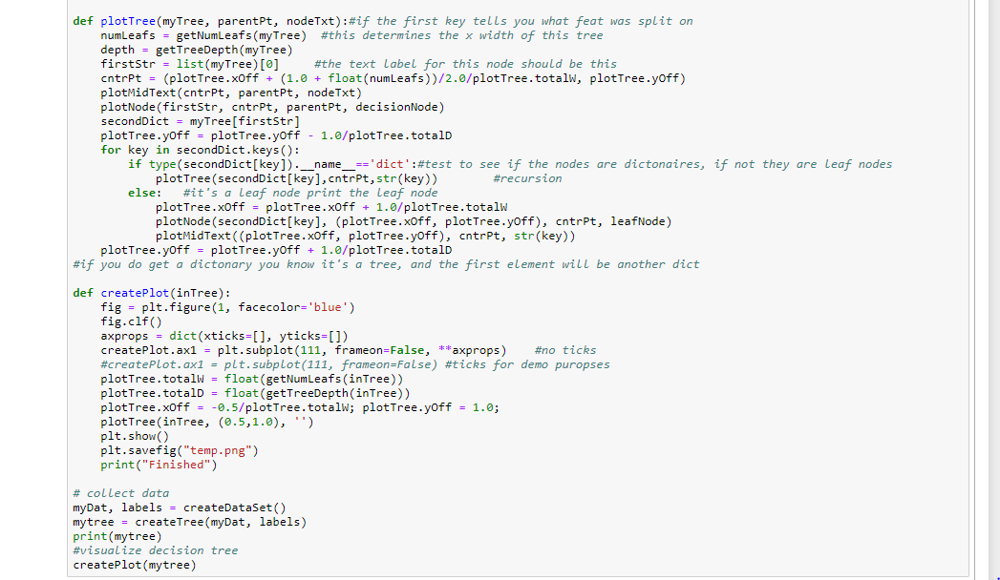 def plotTree(myTree, parentPt, nodeTxt):#if the first key tells you what feat was split on
    numLeafs = getNumLeafs(myTree)  #this determines the x width of this tree
    depth = getTreeDepth(myTree)
    firstStr = list(myTree)[0]     #the text label for this node should be this
    cntrPt = (plotTree.xOff + (1.0 + float(numLeafs))/2.0/plotTree.totalW, plotTree.yOff)
    plotMidText(cntrPt, parentPt, nodeTxt)
    plotNode(firstStr, cntrPt, parentPt, decisionNode)
    secondDict = myTree[firstStr]
    plotTree.yOff = plotTree.yOff - 1.0/plotTree.totalD
    for key in secondDict.keys():
        if type(secondDict[key]).__name__=='dict':#test to see if the nodes are dictonaires, if not they are leaf nodes
            plotTree(secondDict[key],cntrPt,str(key))        #recursion
        else:   #it's a leaf node print the leaf node
            plotTree.xOff = plotTree.xOff + 1.0/plotTree.totalW
            plotNode(secondDict[key], (plotTree.xOff, plotTree.yOff), cntrPt, leafNode)
            plotMidText((plotTree.xOff, plotTree.yOff), cntrPt, str(key))
    plotTree.yOff = plotTree.yOff + 1.0/plotTree.totalD
#if you do get a dictonary you know it's a tree, and the first element will be another dict
def createPlot(inTree):
    fig = plt.figure(1, facecolor='blue')
    fig.clf()
    axprops = dict(xticks=[], yticks=[])
    createPlot.ax1 = plt.subplot(111, frameon=False, **axprops)    #no ticks
    #createPlot.ax1 = plt.subplot(111, frameon=False) #ticks for demo puropses
    plotTree.totalW = float(getNumLeafs(inTree))
    plotTree.totalD = float(getTreeDepth(inTree))
    plotTree.xOff = -0.5/plotTree.totalW; plotTree.yOff = 1.0;
    plotTree(inTree, (0.5,1.0), '')
    plt.show()
    plt.savefig("temp.png")
    print("Finished")
# collect data
myDat, labels = createDataSet()
mytree = createTree(myDat, labels)
print(mytree)
#visualize decision tree
createPlot(mytree)